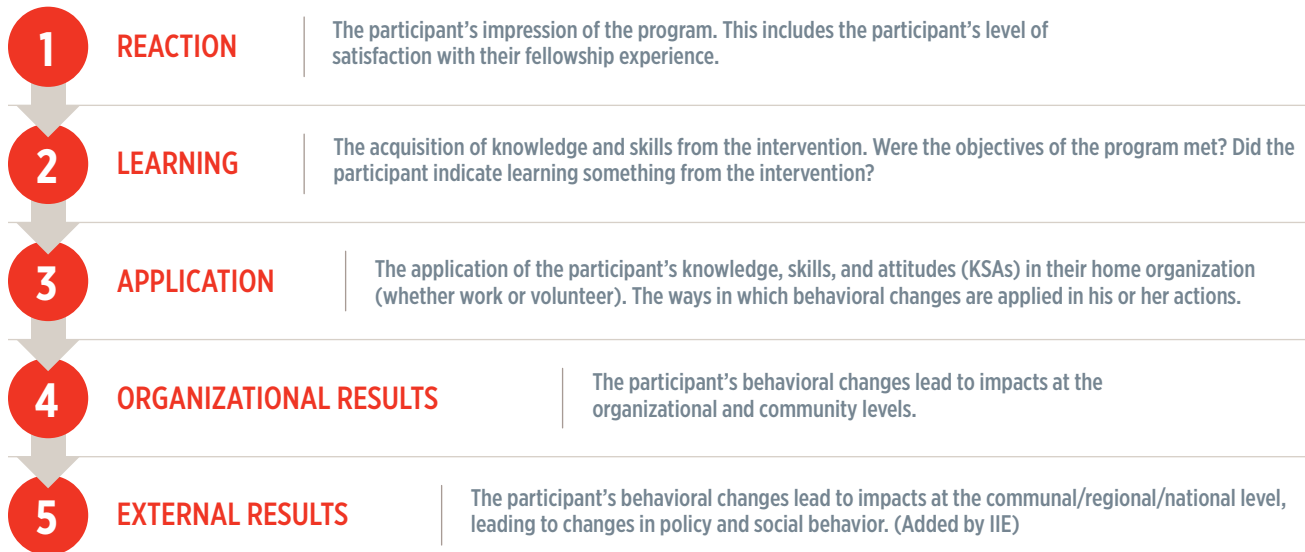 1
REACTION
The participant’s impression of the program. This includes the participant’s level of
satisfaction with their fellowship experience.
2
LEARNING
The acquisition of knowledge and skills from the intervention. Were the objectives of the program met? Did the
participant indicate learning something from the intervention?
3
APPLICATION
The application of the participant’s knowledge, skills, and attitudes (KSAs) in their home organization
(whether work or volunteer). The ways in which behavioral changes are applied in his or her actions.
4
ORGANIZATIONAL RESULTS
The participant’s behavioral changes lead to impacts at the
organizational and community levels.
5
EXTERNAL RESULTS
The participant’s behavioral changes lead to impacts at the communal/regional/national level,
leading to changes in policy and social behavior. (Added by IIE)